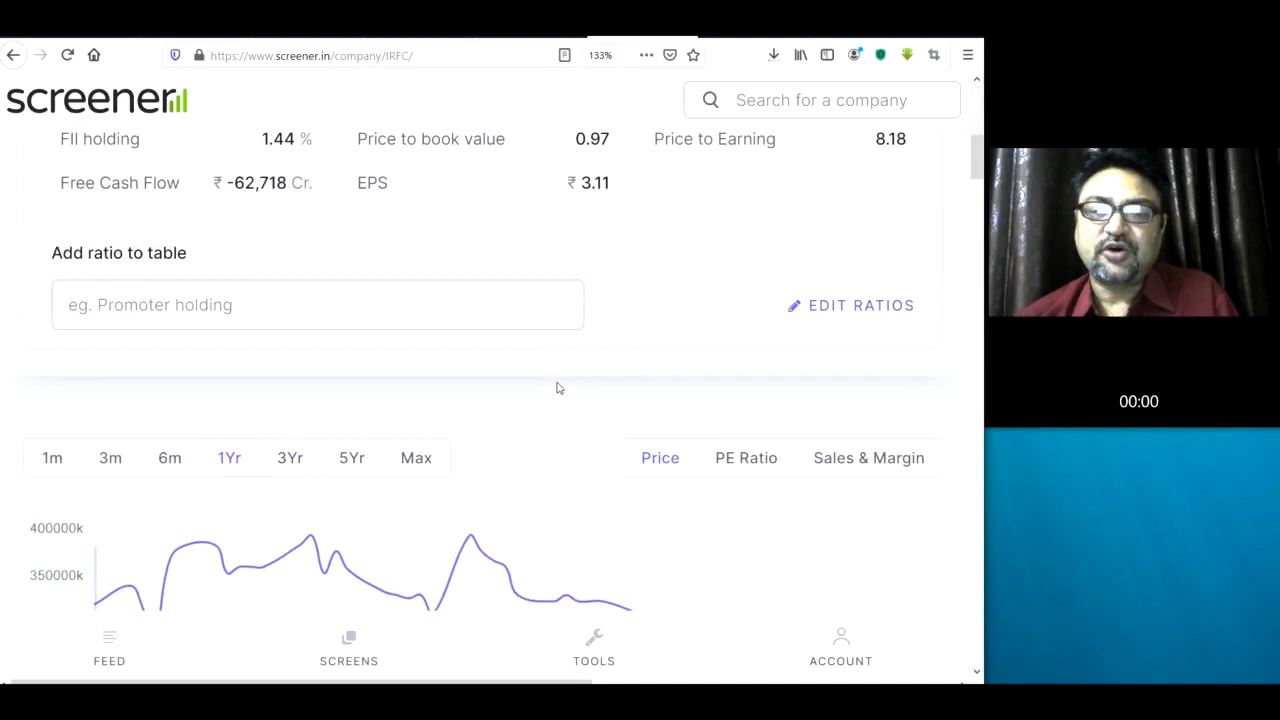 133%
https://www.screener.in/company/IRFC/
screener
Search for a company
FII holding 1.44 % Price to book value 0.97 Price to Earning 8.18
Free Cash Flow ₹ -62,718 Cr. EPS ₹ 3.11
Add ratio to table
eg. Promoter holding
EDIT RATIOS
00:00
1m 3m 6m 1Yr 3Yr 5Yr Max Price PE Ratio Sales & Margin
400000k
350000k
FEED SCREENS TOOLS ACCOUNT